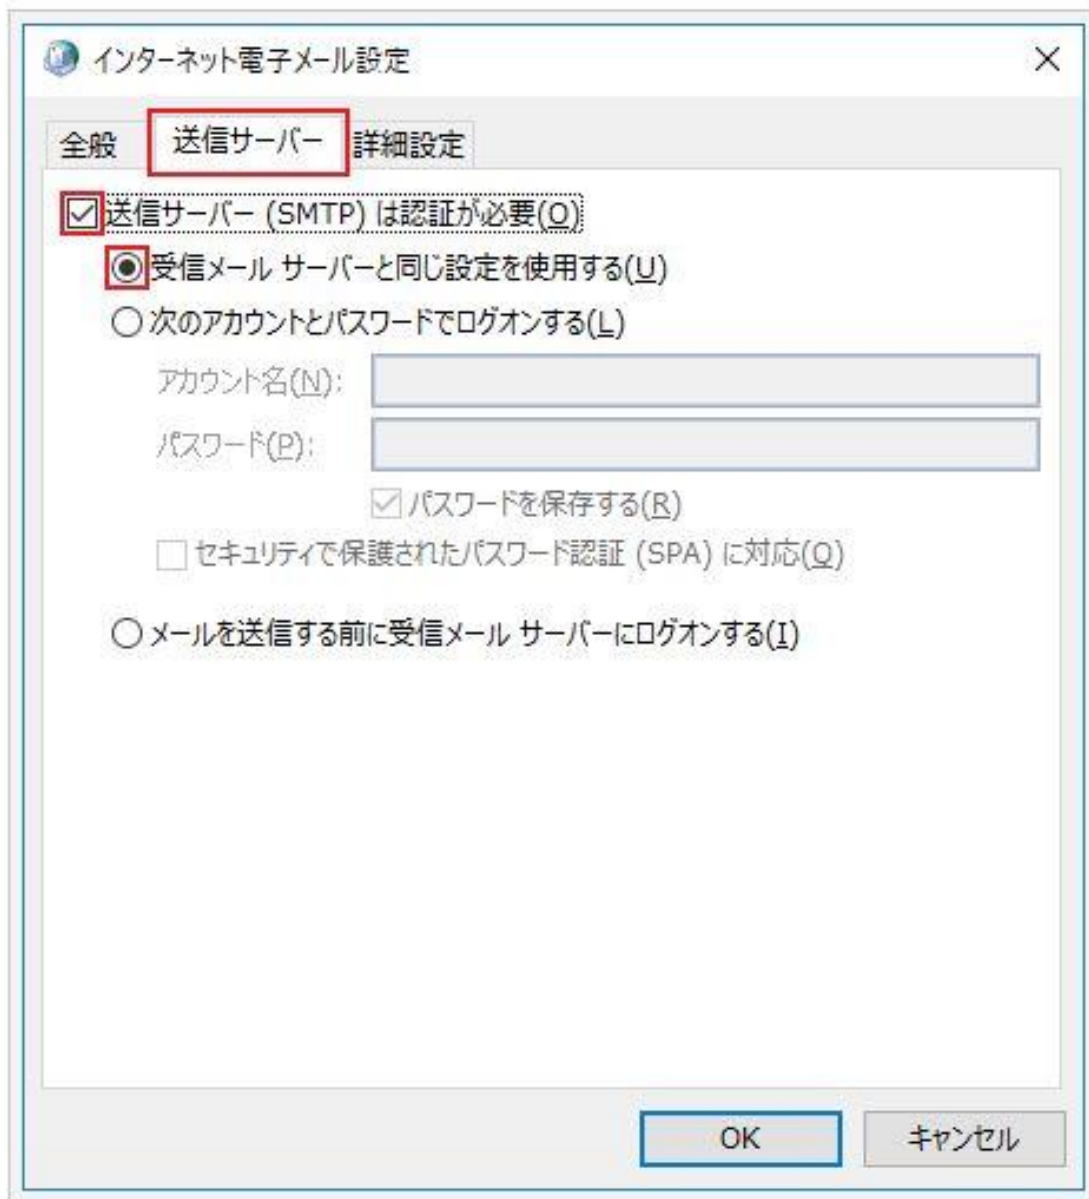 インターネット電子メール設定
全般 送信サーバー 詳細設定
送信サーバー (SMTP) は認証が必要(O)
受信メール サーバーと同じ設定を使用する(U)
次のアカウントとパスワードでログオンする(L)
アカウント名(N):
パスワード(P):
パスワードを保存する(R)
セキュリティで保護されたパスワード認証 (SPA) に対応(Q)
メールを送信する前に受信メール サーバーにログオンする(I)
OK キャンセル